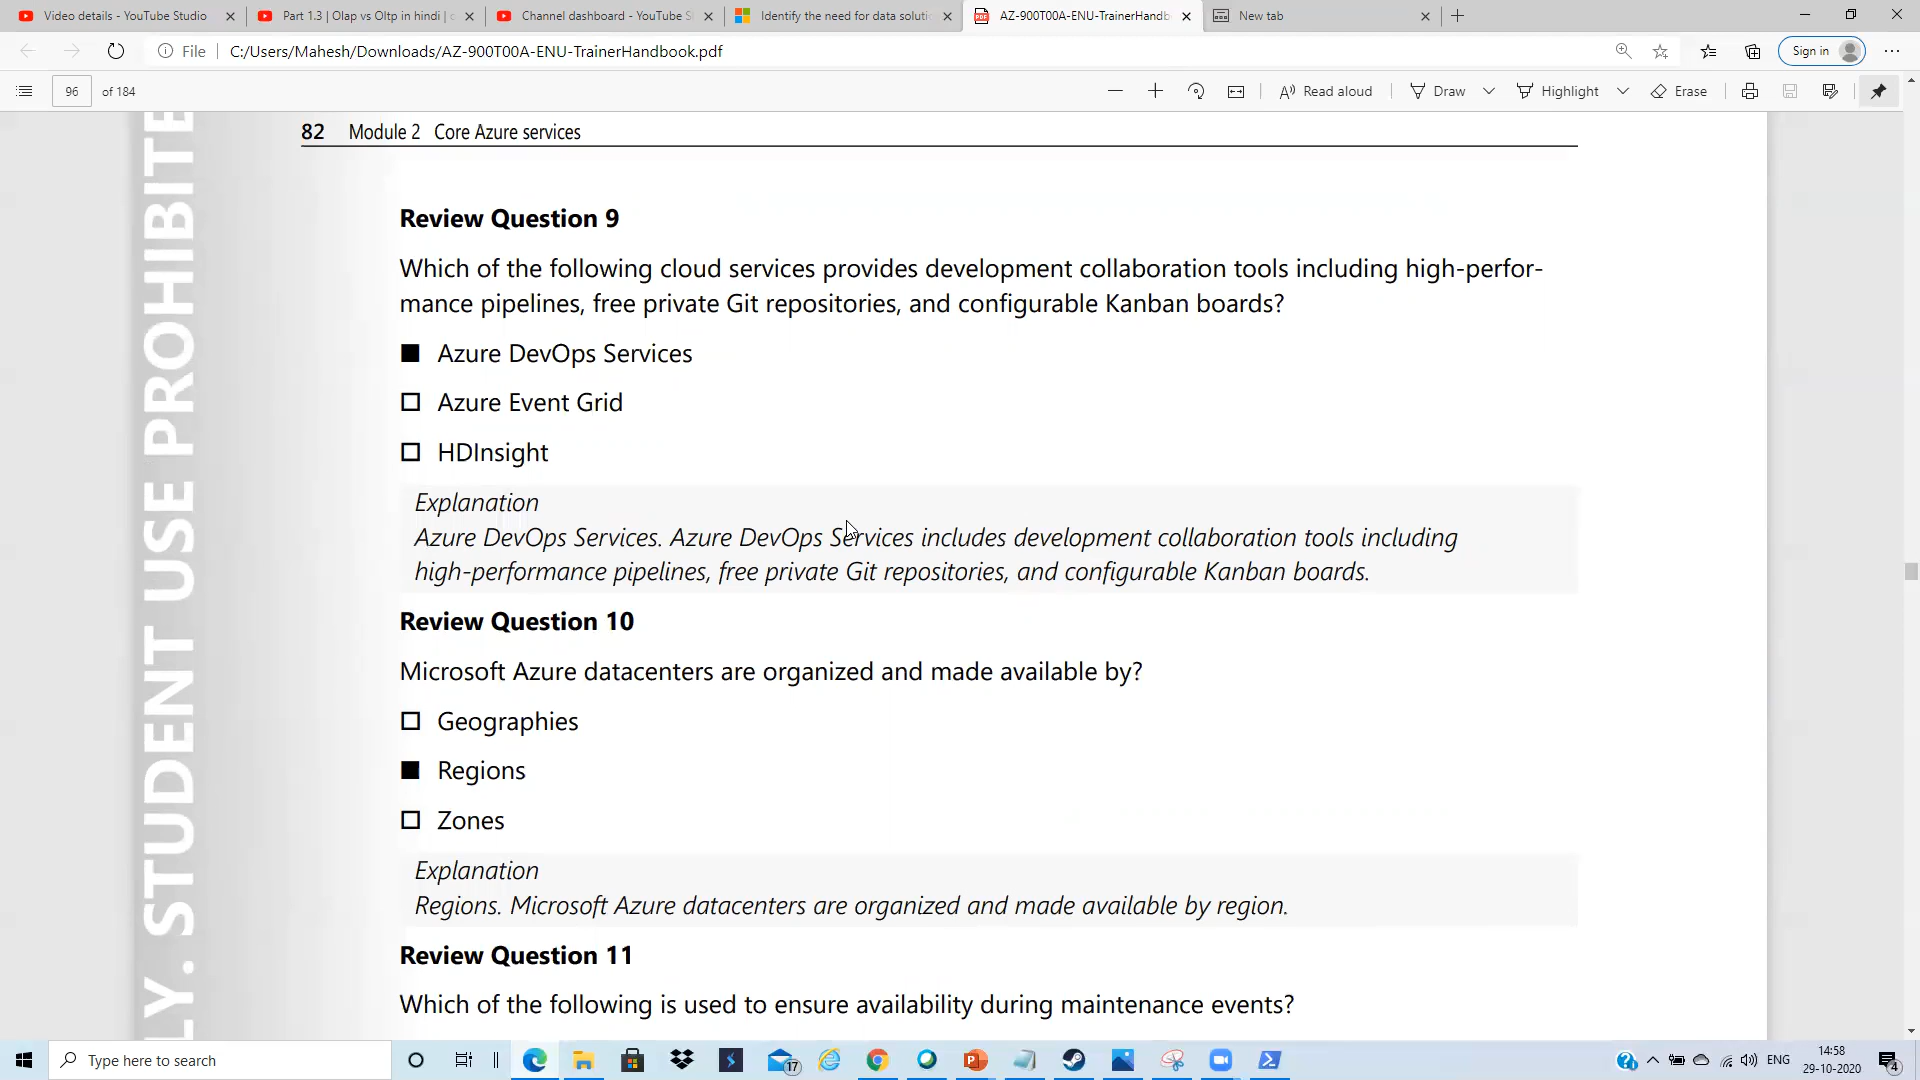 Video details - YouTube Studio
Part 1.3 | Olap vs Oltp in hindi |
Channel dashboard - YouTube S
Identify the need for data soluti
AZ-900T00A-ENU-TrainerHandb
New tab
File
C:/Users/Mahesh/Downloads/AZ-900T00A-ENU-TrainerHandbook.pdf
Sign in
96 of 184
Read aloud
Draw
Highlight
Erase
82 Module 2 Core Azure services
LY. STUDENT USE PROHIBITE
Review Question 9
Which of the following cloud services provides development collaboration tools including high-perfor-
mance pipelines, free private Git repositories, and configurable Kanban boards?
Azure DevOps Services
Azure Event Grid
HDInsight
Explanation
Azure DevOps Services. Azure DevOps Services includes development collaboration tools including
high-performance pipelines, free private Git repositories, and configurable Kanban boards.
Review Question 10
Microsoft Azure datacenters are organized and made available by?
Geographies
Regions
Zones
Explanation
Regions. Microsoft Azure datacenters are organized and made available by region.
Review Question 11
Which of the following is used to ensure availability during maintenance events?
Type here to search
17
ENG
14:58
29-10-2020
4